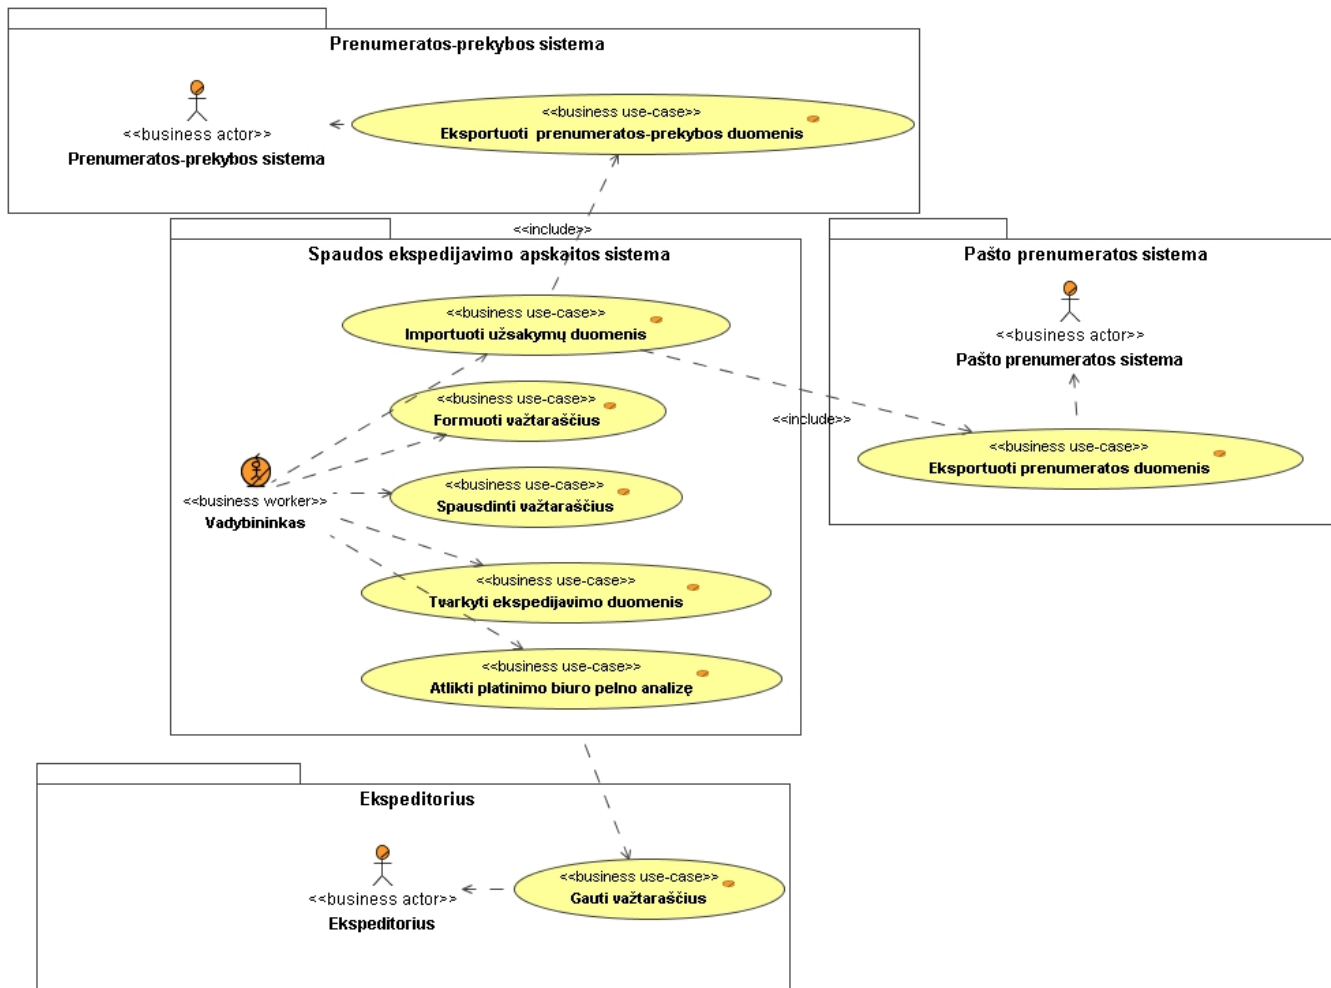 Prenumeratos-prekybos sistema
<<business use-case>>
Eksportuoti prenumeratos-prekybos duomenis
<<business actor>>
Prenumeratos-prekybos sistema
<<include>>
Spaudos ekspedijavimo apskaitos sistema
<<business use-case>>
Importuoti užsakymų duomenis
<<business use-case>>
Formuoti važtaraščius
<<business use-case>>
Spausdinti važtaraščius
<<business worker>>
Vadybininkas
<<business use-case>>
Tvarkyti ekspedijavimo duomenis
<<business use-case>>
Atlikti platinimo biuro pelno analizę
<<include>>
Pašto prenumeratos sistema
<<business actor>>
Pašto prenumeratos sistema
<<business use-case>>
Eksportuoti prenumeratos duomenis
Ekspeditorius
<<business actor>>
Ekspeditorius
<<business use-case>>
Gauti važtaraščius